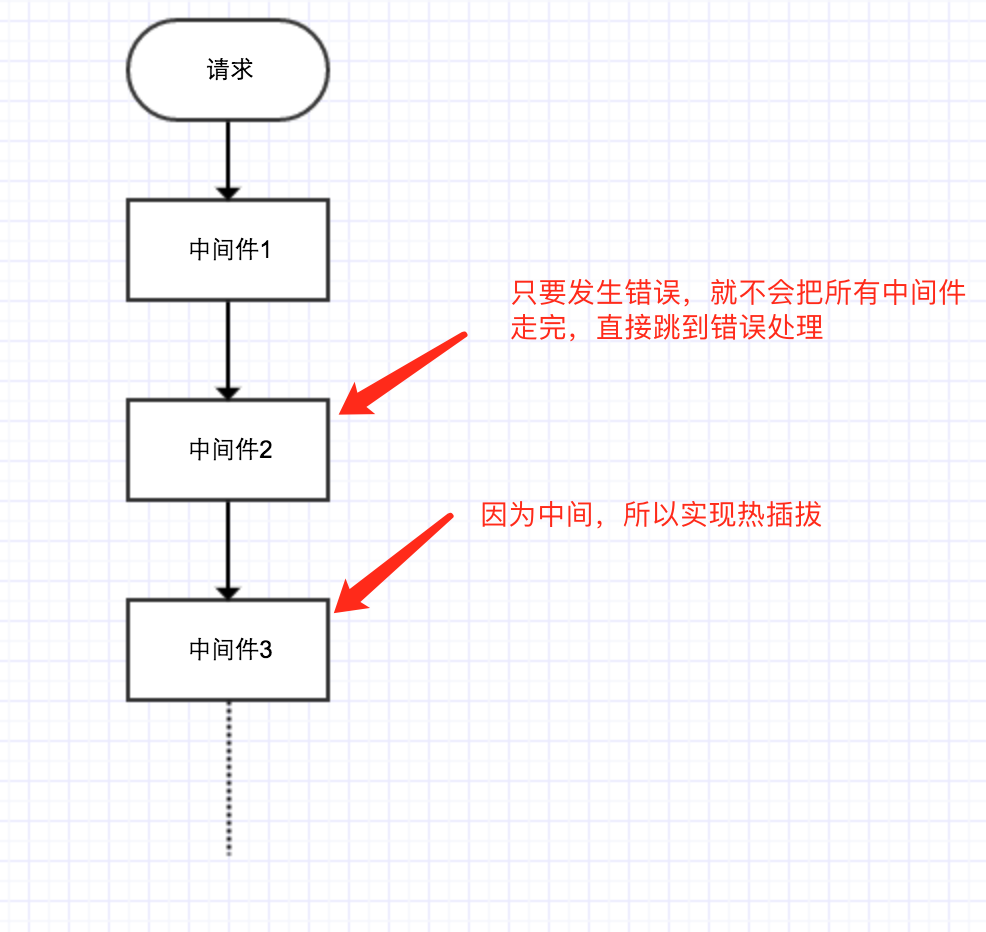 请求
中间件1
只要发生错误，就不会把所有中间件
走完，直接跳到错误处理
中间件2
因为中间，所以实现热插拔
中间件3